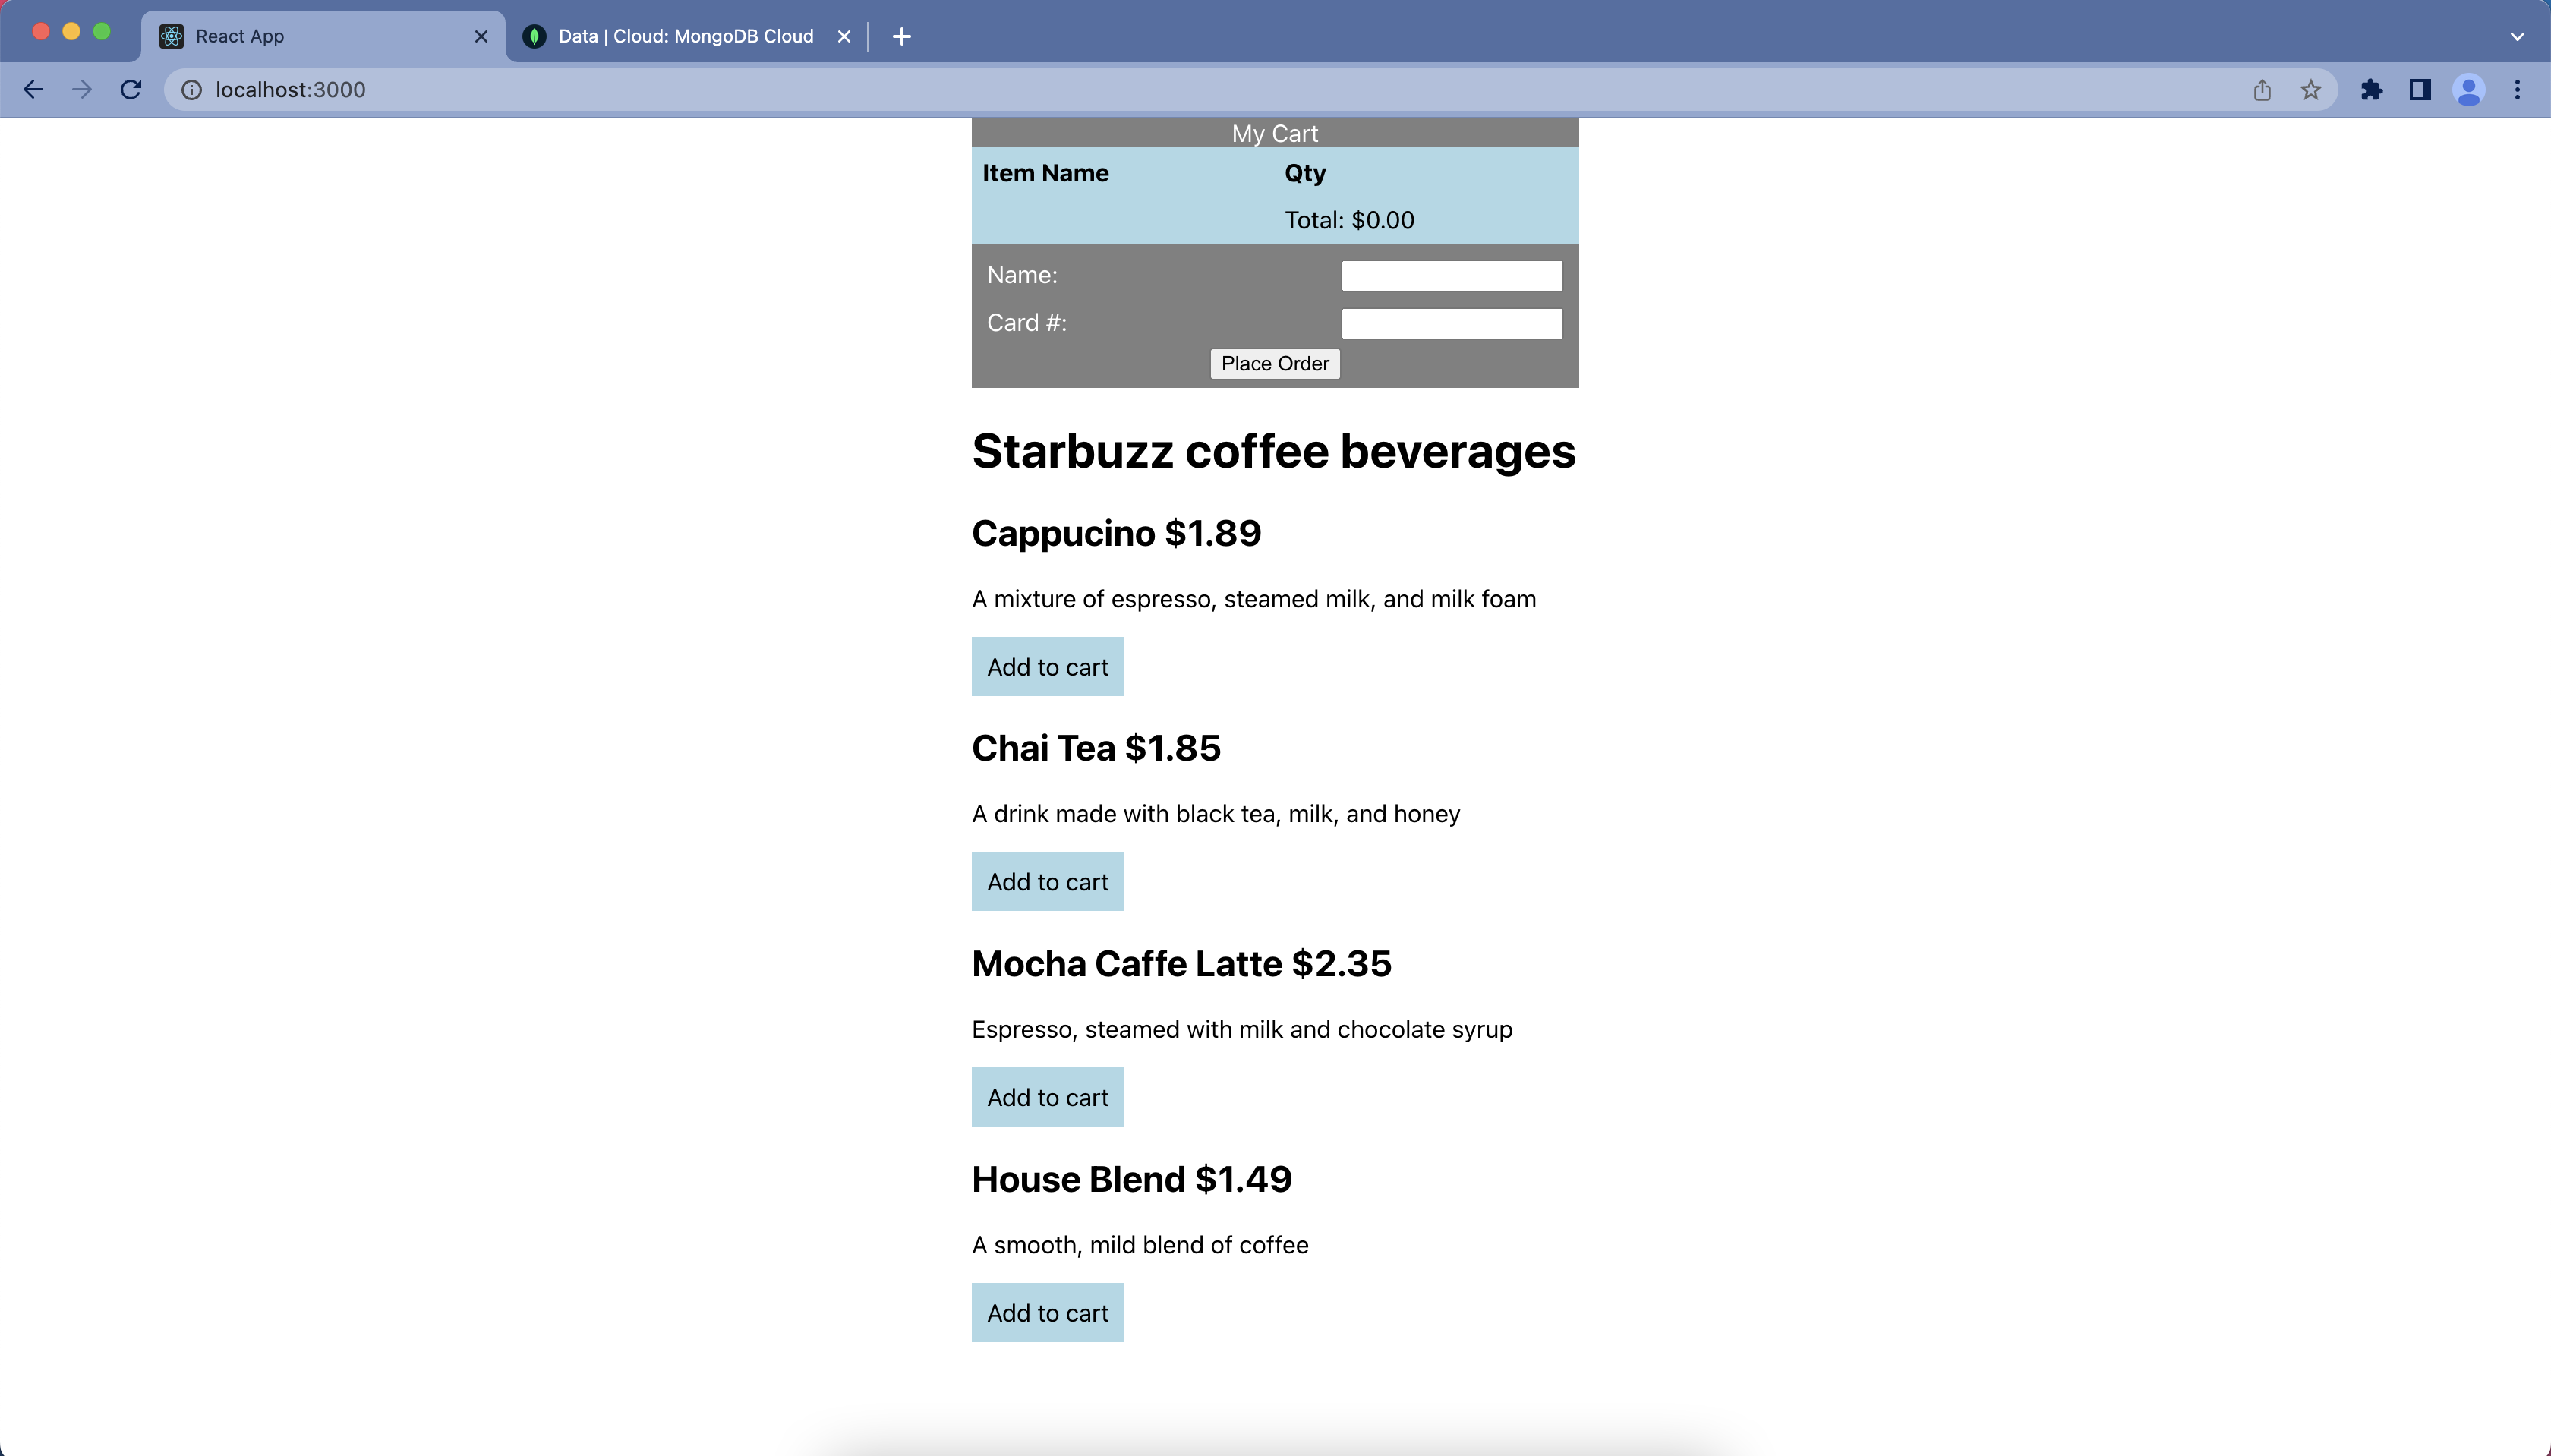 React App
Data | Cloud: MongoDB Cloud
localhost:3000
My Cart
Item Name Qty
Total: $0.00
Name:
Card #:
Place Order
Starbuzz coffee beverages
Cappucino $1.89
A mixture of espresso, steamed milk, and milk foam
Add to cart
Chai Tea $1.85
A drink made with black tea, milk, and honey
Add to cart
Mocha Caffe Latte $2.35
Espresso, steamed with milk and chocolate syrup
Add to cart
House Blend $1.49
A smooth, mild blend of coffee
Add to cart